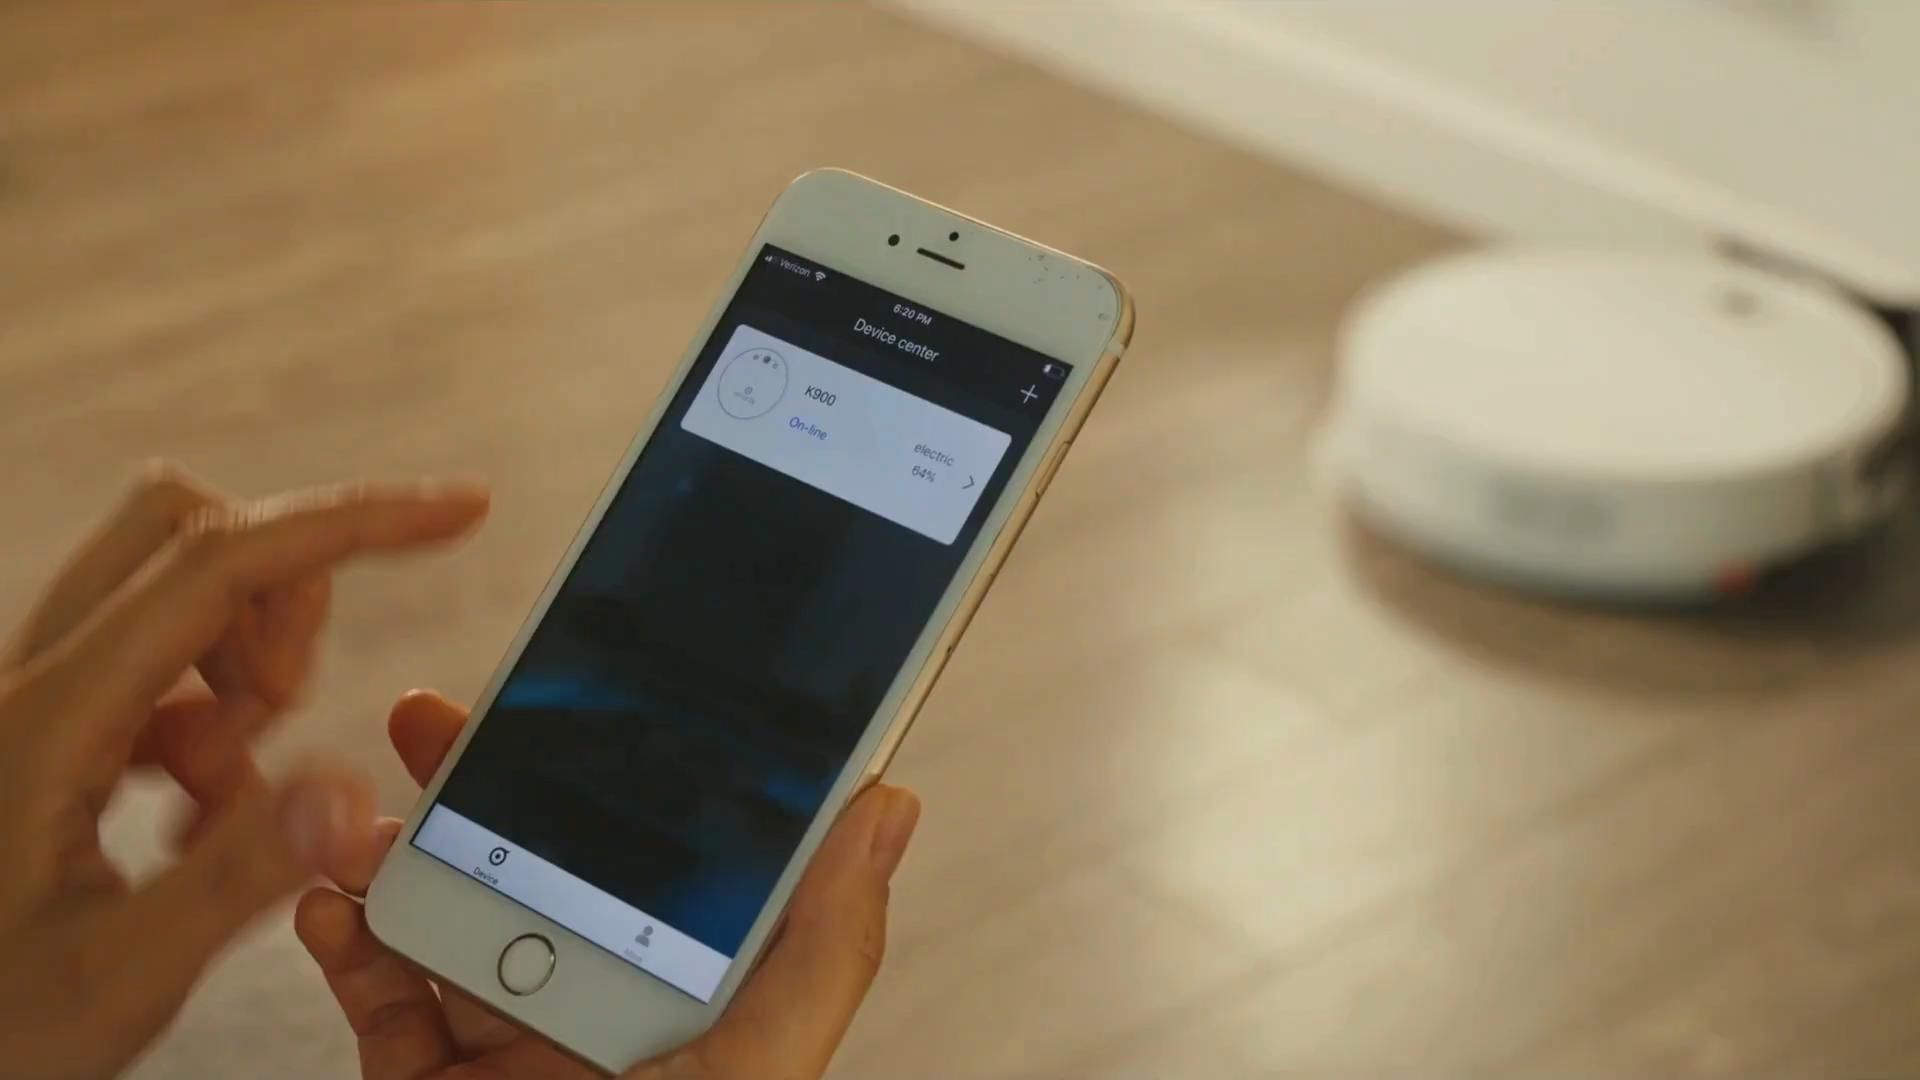 Verizon
6:20 PM
Device center
K900
On-line
electric
64%
Device